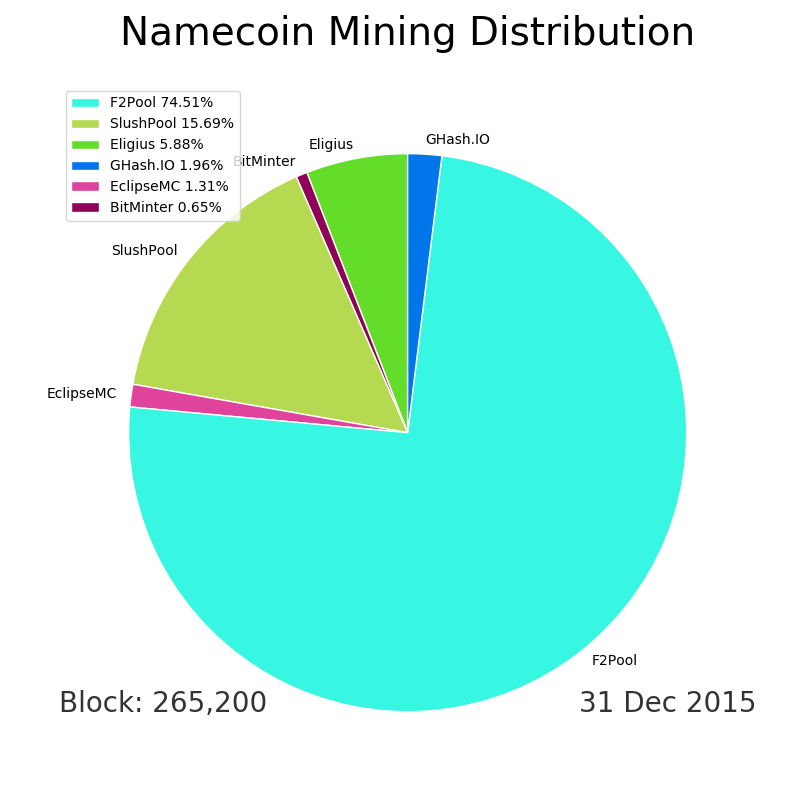 Namecoin Mining Distribution
F2Pool 74.51%
SlushPool 15.69%
Eligius 5.88%
GHash.IO 1.96%
EclipseMC 1.31%
BitMinter 0.65%
GHash.IO
Eligius
BitMinter
SlushPool
EclipseMC
F2Pool
Block: 265,200
31 Dec 2015